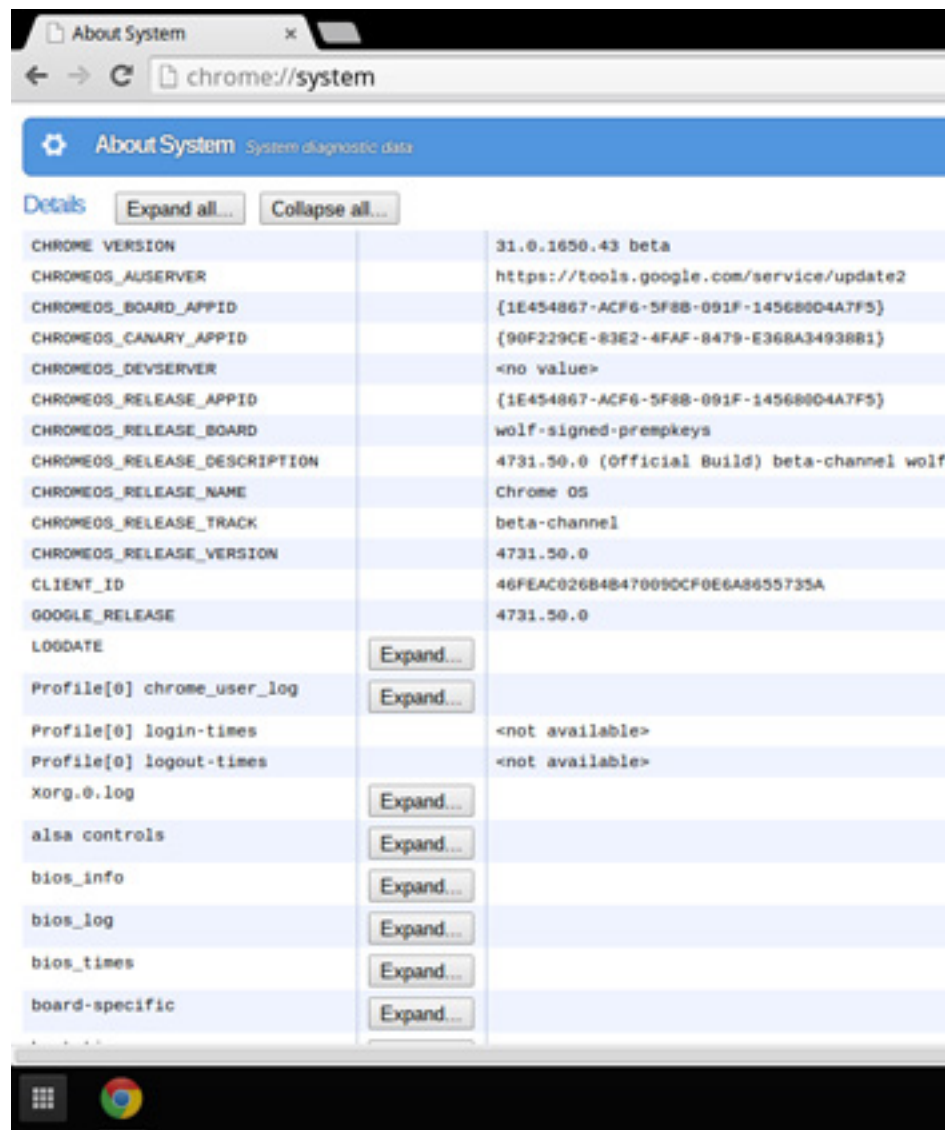 About System
chrome://system
About System System diagnostic data
Details Expand all... Collapse all...
CHROME VERSION 31.0.1650.43 beta
CHROMEOS_AUSERVER https://tools.google.com/service/update2
CHROMEOS_BOARD_APPID {1E454867-ACF6-5F8B-091F-145680D4A7F5}
CHROMEOS_CANARY_APPID {90F229CE-83E2-4FAF-8479-E368A34938B1}
CHROMEOS_DEVSERVER <no value>
CHROMEOS_RELEASE_APPID {1E454867-ACF6-5F8B-091F-145680D4A7F5}
CHROMEOS_RELEASE_BOARD wolf-signed-prempkeys
CHROMEOS_RELEASE_DESCRIPTION 4731.50.0 (Official Build) beta-channel wolf
CHROMEOS_RELEASE_NAME Chrome OS
CHROMEOS_RELEASE_TRACK beta-channel
CHROMEOS_RELEASE_VERSION 4731.50.0
CLIENT_ID 46FEAC026B4B47009DCF0E6A8655735A
GOOGLE_RELEASE 4731.50.0
LOGDATE Expand...
Profile[0] chrome_user_log Expand...
Profile[0] login-times <not available>
Profile[0] logout-times <not available>
Xorg.0.log Expand...
alsa controls Expand...
bios_info Expand...
bios_log Expand...
bios_times Expand...
board-specific Expand...